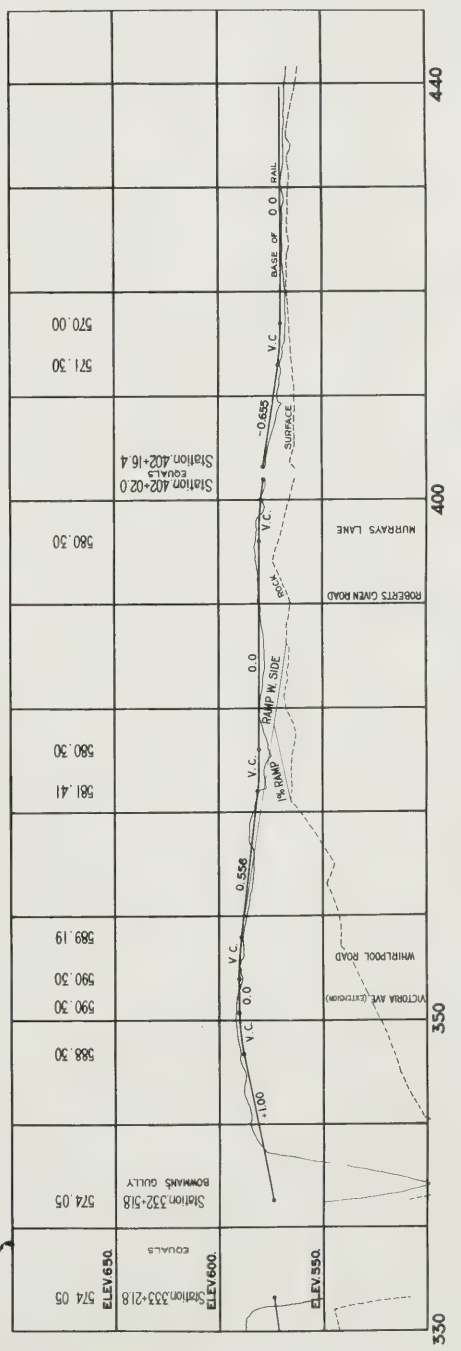 574.05
Station.333+21.8
EQUALS
574.05
Station.332+51.8
BOWMAN'S GULLY
588.30
590.30
590.30
589.19
581.41
580.30
580.30
Station.402+02.0
EQUALS
Station.402+16.4
571.30
570.00
ELEV.650.
ELEV.600.
ELEV.550.
+1.00
V.C.
0.0
V.C.
0.556
V.C.
0.0
V.C.
-0.655
V.C
BASE OF RAIL
0.0
1% RAMP
RAMP W. SIDE
ROCK
SURFACE
VICTORIA AVE. (EXTENSION)
WHIRLPOOL ROAD
ROBERTS GIVEN ROAD
MURRAYS LANE
330
350
400
440